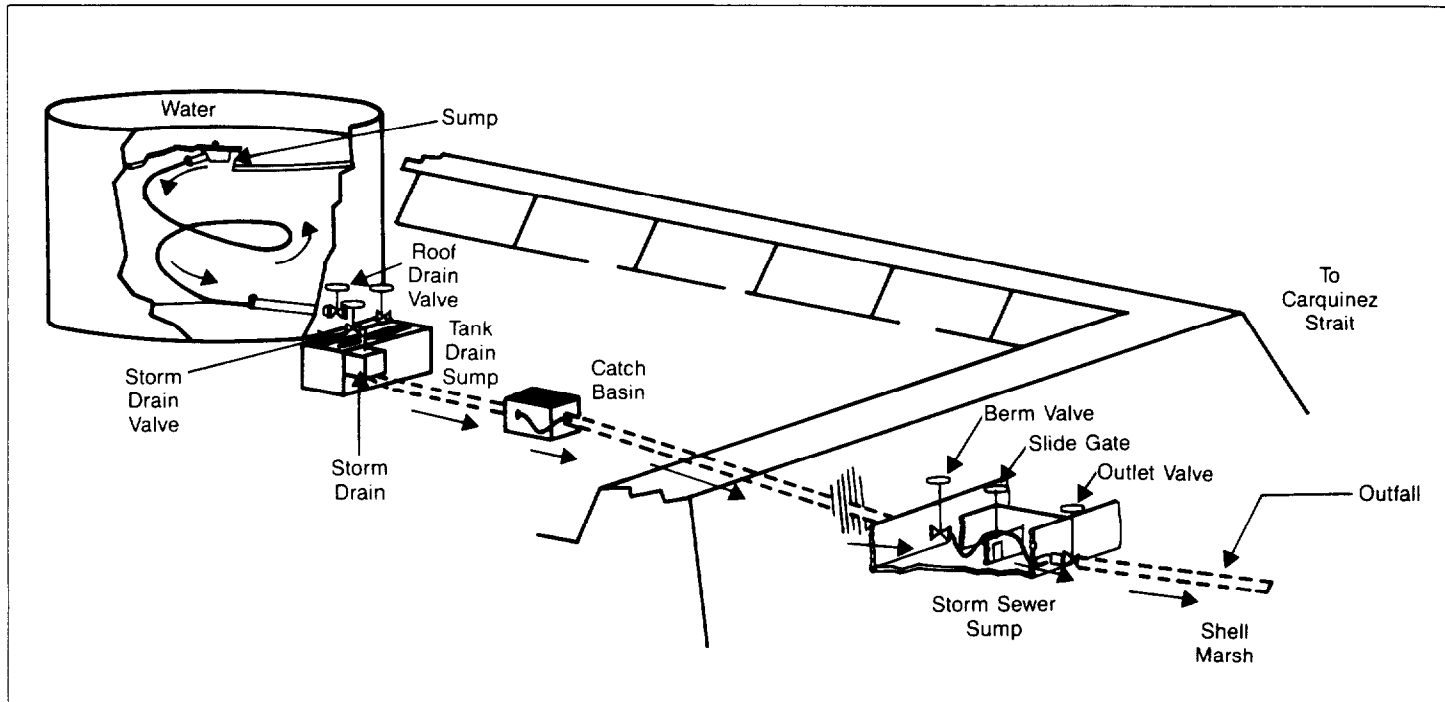 Water
Sump
Roof
Drain
Valve
Tank
Drain
Sump
Storm
Drain
Valve
Storm
Drain
Catch
Basin
To
Carquinez
Strait
Berm Valve
Slide Gate
Outlet Valve
Outfall
Storm Sewer
Sump
Shell
Marsh